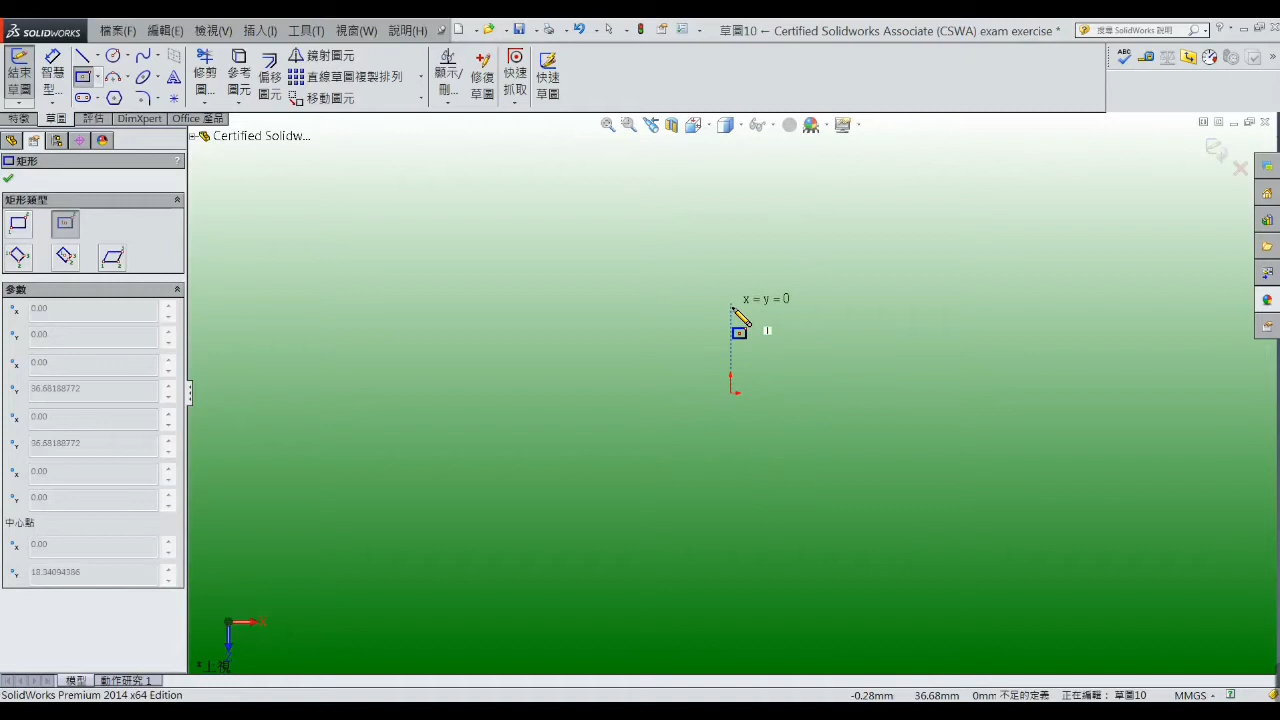 SOLIDWORKS 檔案(F) 編輯(E) 檢視(V) 插入(I) 工具(T) 視窗(W) 說明(H) 草圖10 ← Certified Solidworks Associate (CSWA) exam exercise * 搜尋 SolidWorks 說明
結束草圖 智慧型... 修剪圖... 參考圖元 偏移圖元 鏡射圖元 顯示/刪... 修復草圖 快速抓取 快速草圖
直線草圖複製排列
移動圖元
特徵 草圖 評估 DimXpert Office 產品
Certified Solidw...
矩形 ?
矩形類型
參數
0.00
0.00
0.00
36.68188772
0.00
36.68188772
0.00
0.00
中心點
0.00
18.34094386
x = y = 0
X
*上視
模型 動作研究 1
SolidWorks Premium 2014 x64 Edition -0.28mm 36.68mm 0mm 不足的定義 正在編輯： 草圖10 MMGS